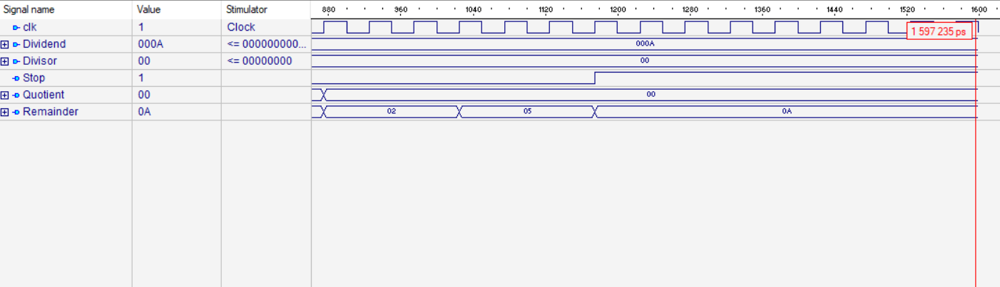 Signal name Value Stimulator 880 960 1040 1120 1200 1280 1360 1440 1520 1600
clk 1 Clock 1 597 235 ps
Dividend 000A <= 000000000... 000A
Divisor 00 <= 00000000 00
Stop 1
Quotient 00 00
Remainder 0A 02 05 0A